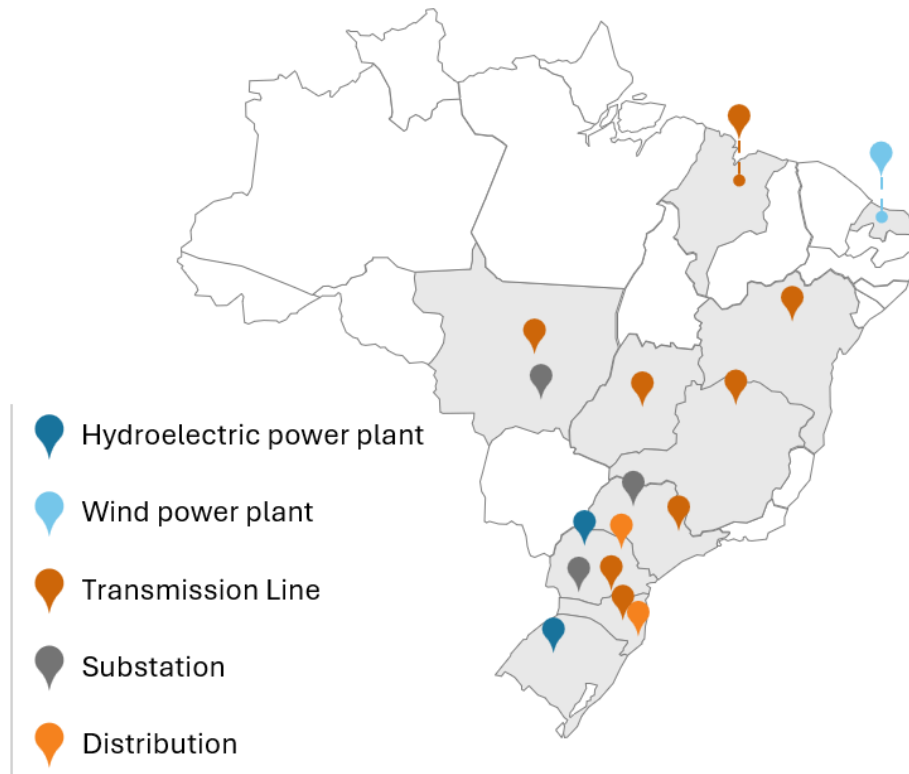 Hydroelectric power plant
Wind power plant
Transmission Line
Substation
Distribution